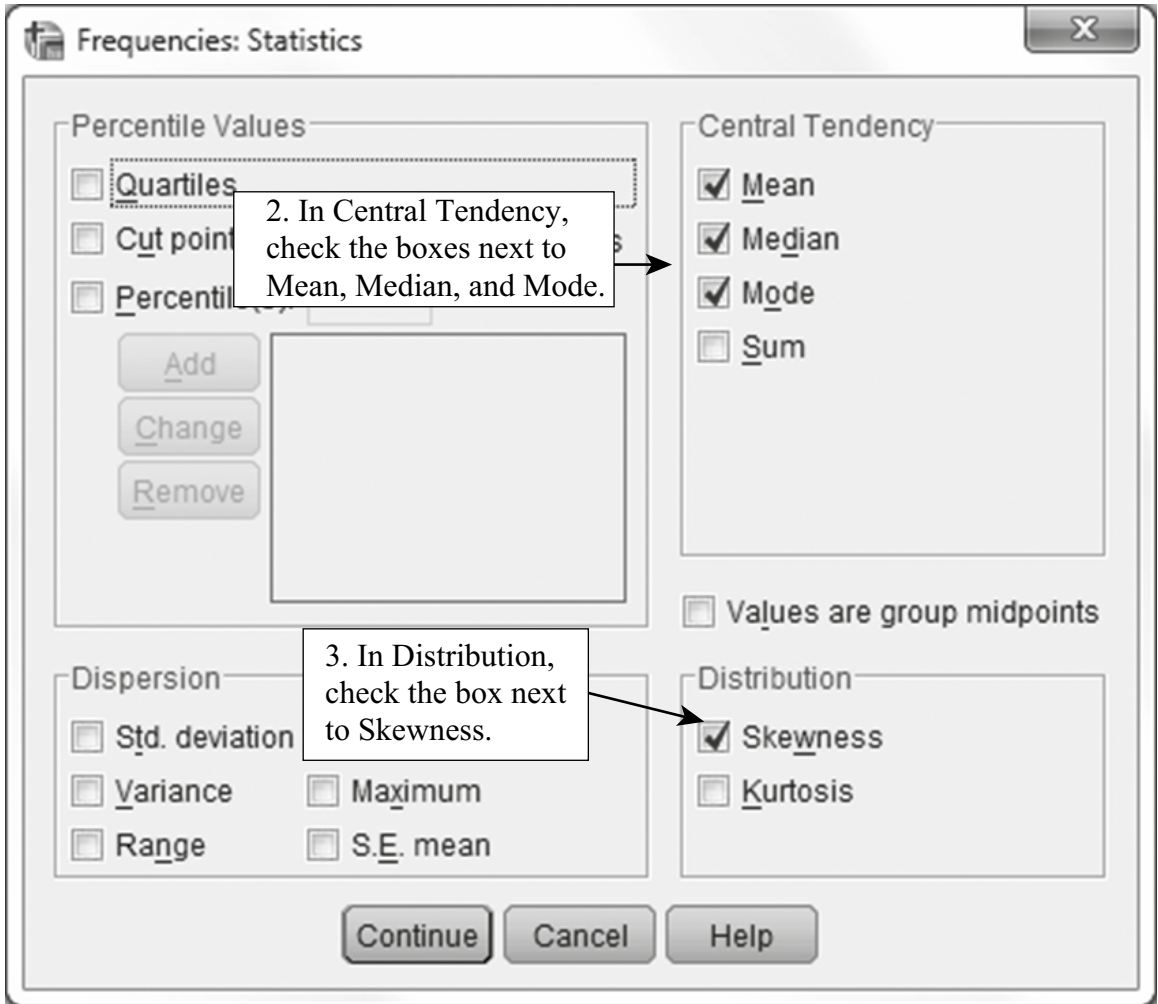 Frequencies: Statistics
Percentile Values
Quartiles
Cut point
s
Percentile(s):
Add
Change
Remove
2. In Central Tendency,
check the boxes next to
Mean, Median, and Mode.
Central Tendency
Mean
Median
Mode
Sum
Values are group midpoints
Dispersion
Std. deviation
Variance
Maximum
Range
S.E. mean
3. In Distribution,
check the box next
to Skewness.
Distribution
Skewness
Kurtosis
Continue
Cancel
Help